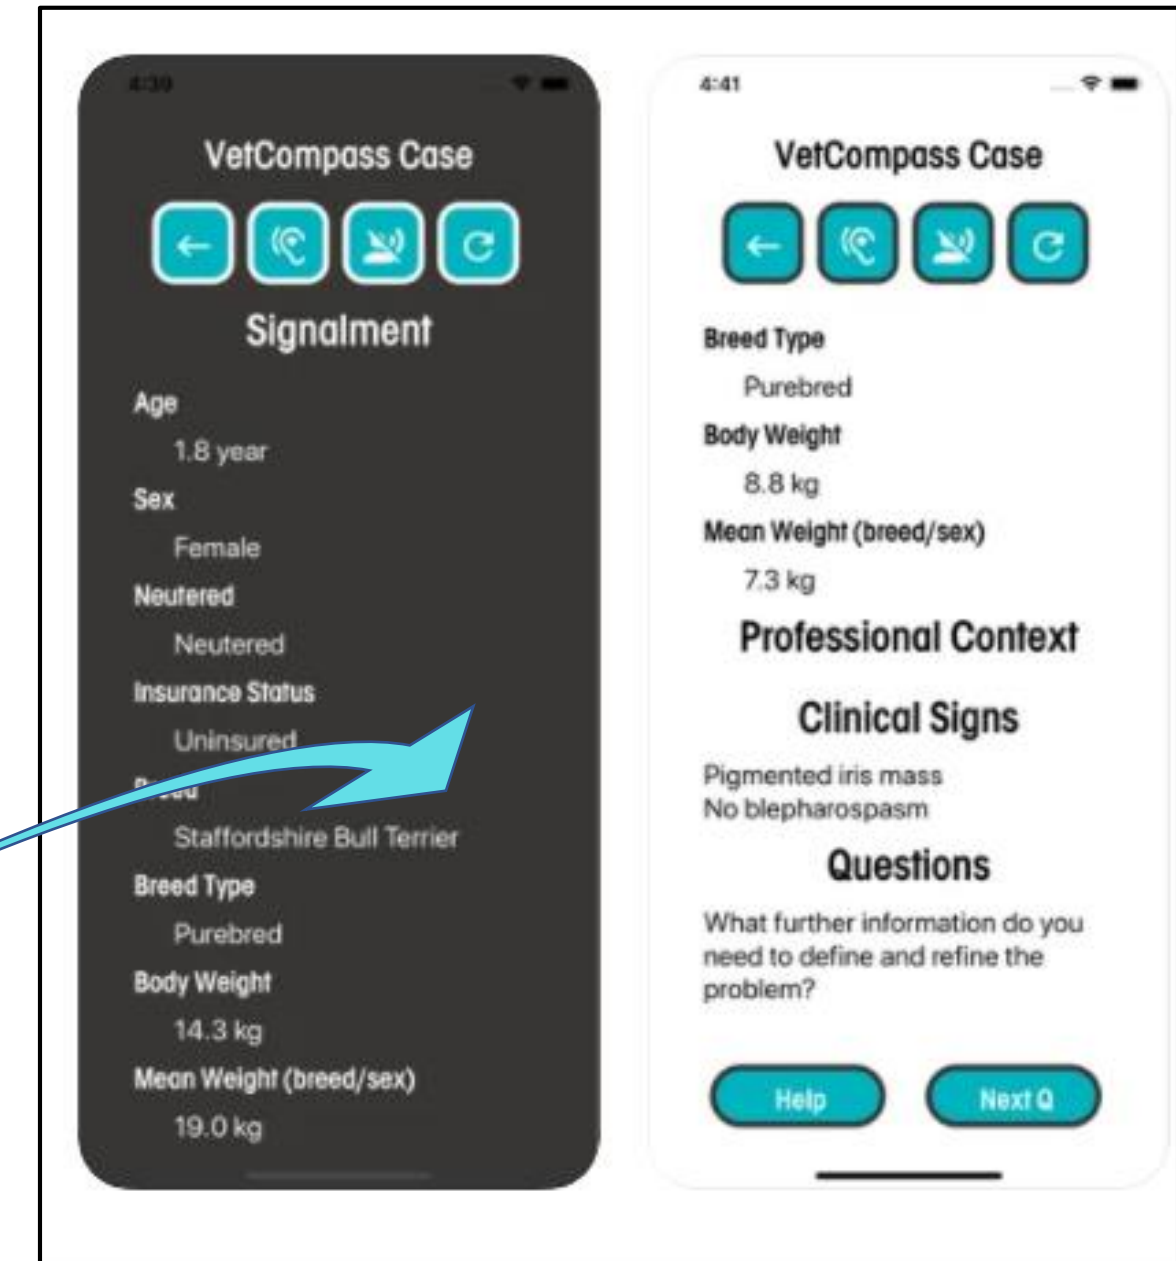 4:39
VetCompass Case
Signalment
Age
1.8 year
Sex
Female
Neutered
Neutered
Insurance Status
Uninsured
Breed
Staffordshire Bull Terrier
Breed Type
Purebred
Body Weight
14.3 kg
Mean Weight (breed/sex)
19.0 kg
4:41
VetCompass Case
Breed Type
Purebred
Body Weight
8.8 kg
Mean Weight (breed/sex)
7.3 kg
Professional Context
Clinical Signs
Pigmented iris mass
No blepharospasm
Questions
What further information do you
need to define and refine the
problem?
Help
Next Q